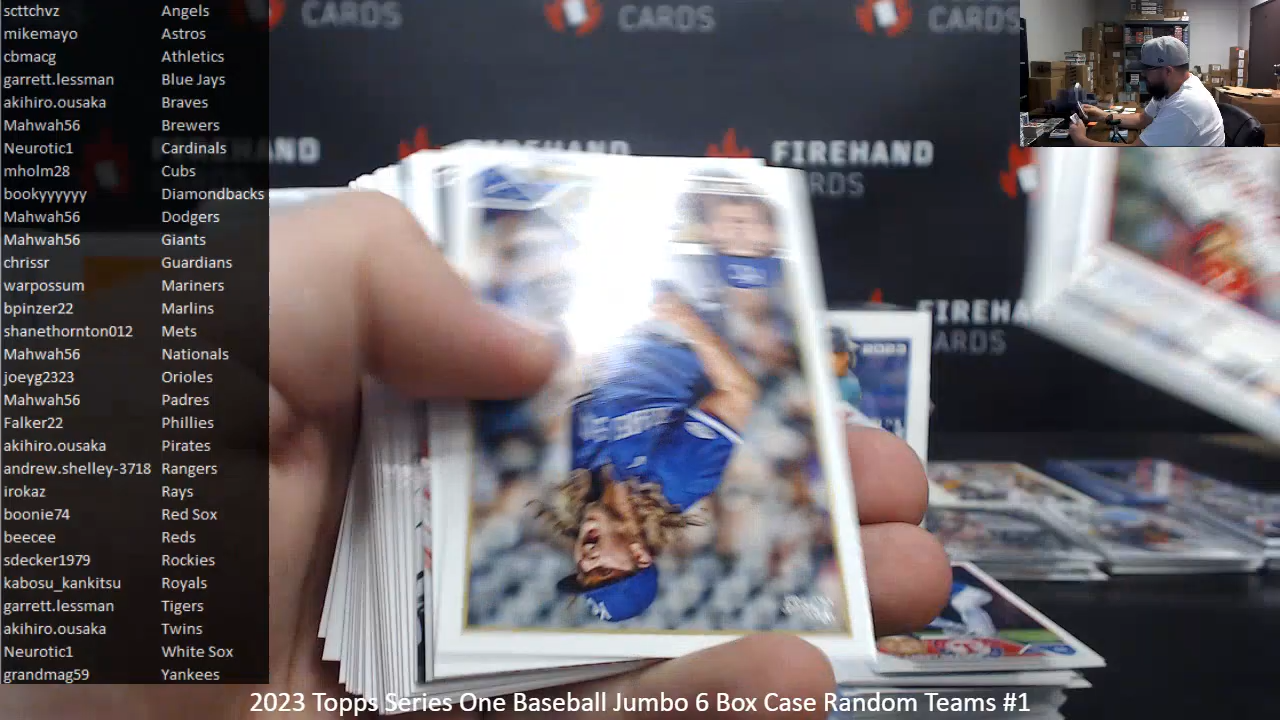 scttchvz Angels
mikemayo Astros
cbmacg Athletics
garrett.lessman Blue Jays
akihiro.ousaka Braves
Mahwah56 Brewers
Neurotic1 Cardinals
mholm28 Cubs
bookyyyyyy Diamondbacks
Mahwah56 Dodgers
Mahwah56 Giants
chrissr Guardians
warpossum Mariners
bpinzer22 Marlins
shanethornton012 Mets
Mahwah56 Nationals
joeyg2323 Orioles
Mahwah56 Padres
Falker22 Phillies
akihiro.ousaka Pirates
andrew.shelley-3718 Rangers
irokaz Rays
boonie74 Red Sox
beecee Reds
sdecker1979 Rockies
kabosu_kankitsu Royals
garrett.lessman Tigers
akihiro.ousaka Twins
Neurotic1 White Sox
grandmag59 Yankees
CARDS
CARDS
CARDS
FIREHAND
CARDS
2023
KC
2023 Topps Series One Baseball Jumbo 6 Box Case Random Teams #1